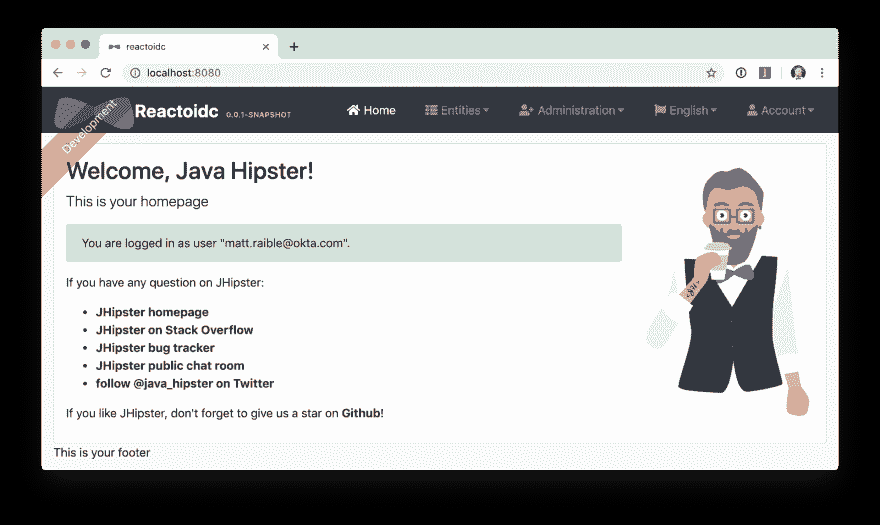 reactoidc
localhost:8080
Development
Reactoidc 0.0.1-SNAPSHOT Home Entities Administration English Account
Welcome, Java Hipster!
This is your homepage
You are logged in as user "matt.raible@okta.com".
If you have any question on JHipster:
JHipster homepage
JHipster on Stack Overflow
JHipster bug tracker
JHipster public chat room
follow @java_hipster on Twitter
If you like JHipster, don't forget to give us a star on Github!
This is your footer